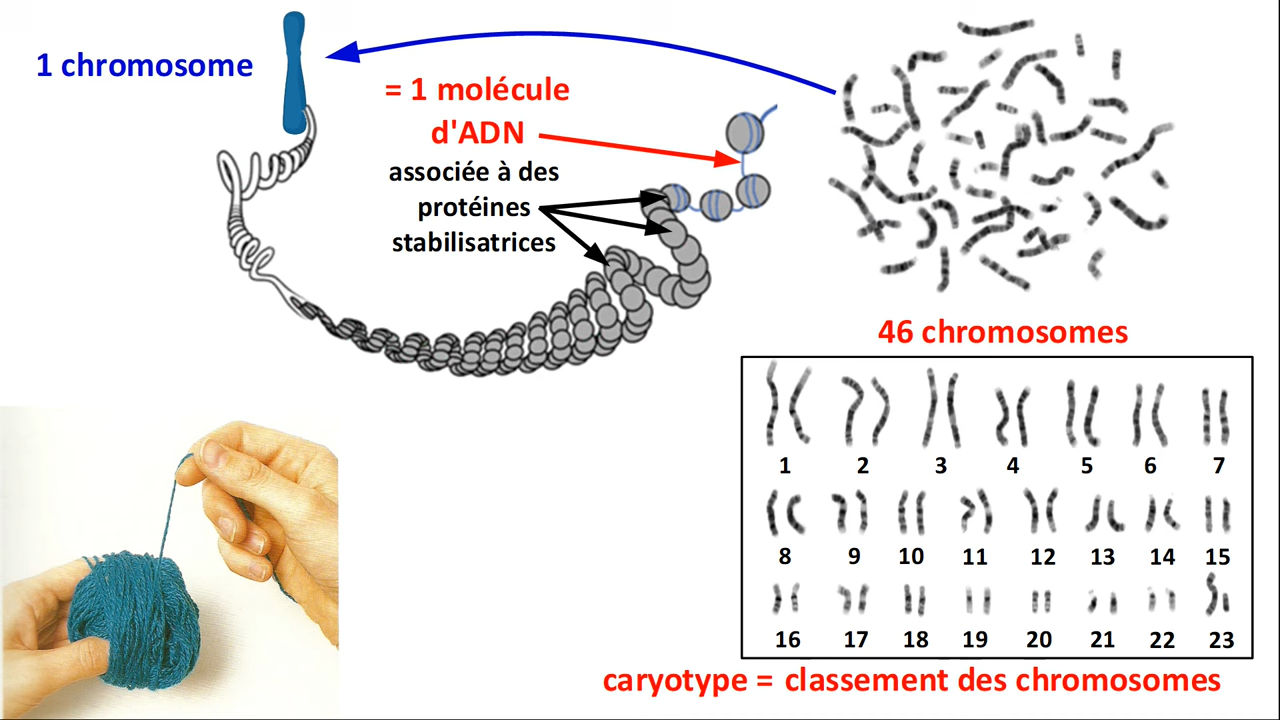 1 chromosome
= 1 molécule
d'ADN
associée à des
protéines
stabilisatrices
46 chromosomes
1 2 3 4 5 6 7
8 9 10 11 12 13 14 15
16 17 18 19 20 21 22 23
caryotype = classement des chromosomes